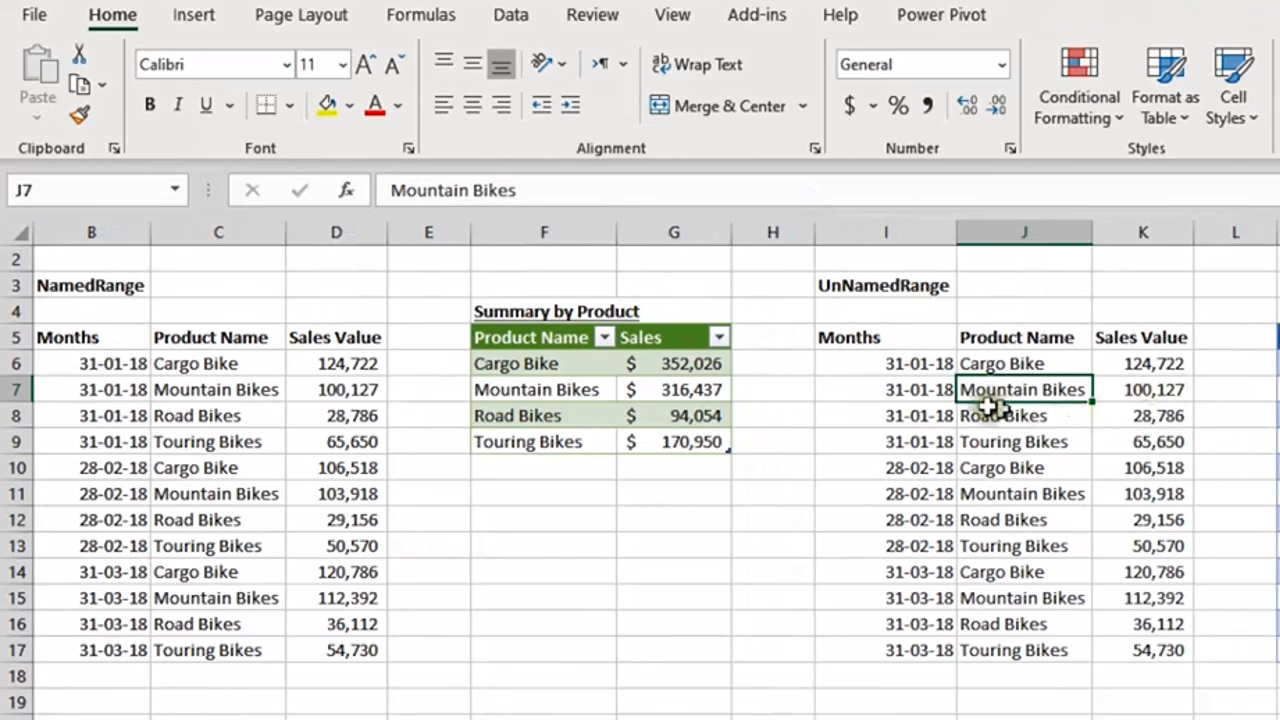 File Home Insert Page Layout Formulas Data Review View Add-ins Help Power Pivot
Calibri 11 A A Wrap Text General
Paste B I U A Merge & Center $ % Conditional Formatting Format as Table Cell Styles
Clipboard Font Alignment Number Styles
J7 fx Mountain Bikes
B C D E F G H I J K L
2
3 NamedRange UnNamedRange
4 Summary by Product
5 Months Product Name Sales Value Product Name Sales Months Product Name Sales Value
6 31-01-18 Cargo Bike 124,722 Cargo Bike $ 352,026 31-01-18 Cargo Bike 124,722
7 31-01-18 Mountain Bikes 100,127 Mountain Bikes $ 316,437 31-01-18 Mountain Bikes 100,127
8 31-01-18 Road Bikes 28,786 Road Bikes $ 94,054 31-01-18 Road Bikes 28,786
9 31-01-18 Touring Bikes 65,650 Touring Bikes $ 170,950 31-01-18 Touring Bikes 65,650
10 28-02-18 Cargo Bike 106,518 28-02-18 Cargo Bike 106,518
11 28-02-18 Mountain Bikes 103,918 28-02-18 Mountain Bikes 103,918
12 28-02-18 Road Bikes 29,156 28-02-18 Road Bikes 29,156
13 28-02-18 Touring Bikes 50,570 28-02-18 Touring Bikes 50,570
14 31-03-18 Cargo Bike 120,786 31-03-18 Cargo Bike 120,786
15 31-03-18 Mountain Bikes 112,392 31-03-18 Mountain Bikes 112,392
16 31-03-18 Road Bikes 36,112 31-03-18 Road Bikes 36,112
17 31-03-18 Touring Bikes 54,730 31-03-18 Touring Bikes 54,730
18
19